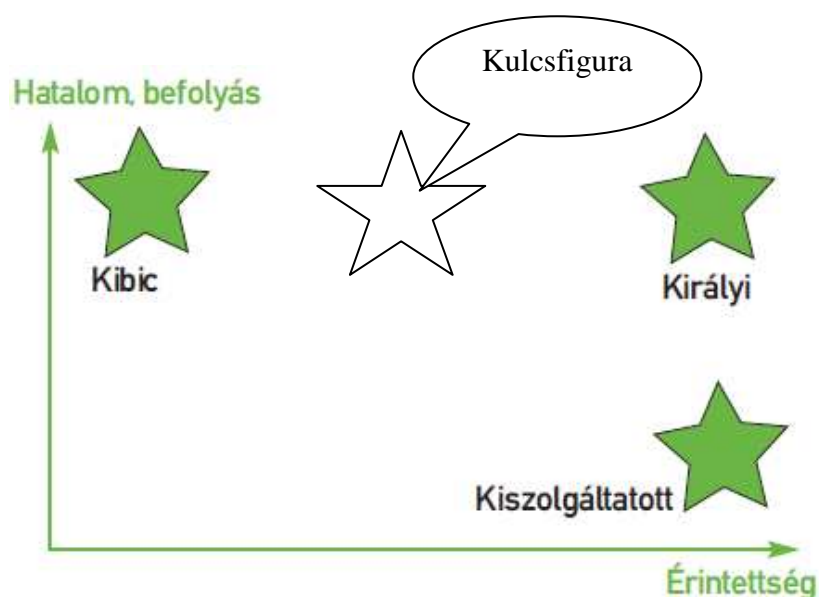 Kulcsfigura
Hatalom, befolyás
Kibic
Királyi
Kiszolgáltatott
Érintettség